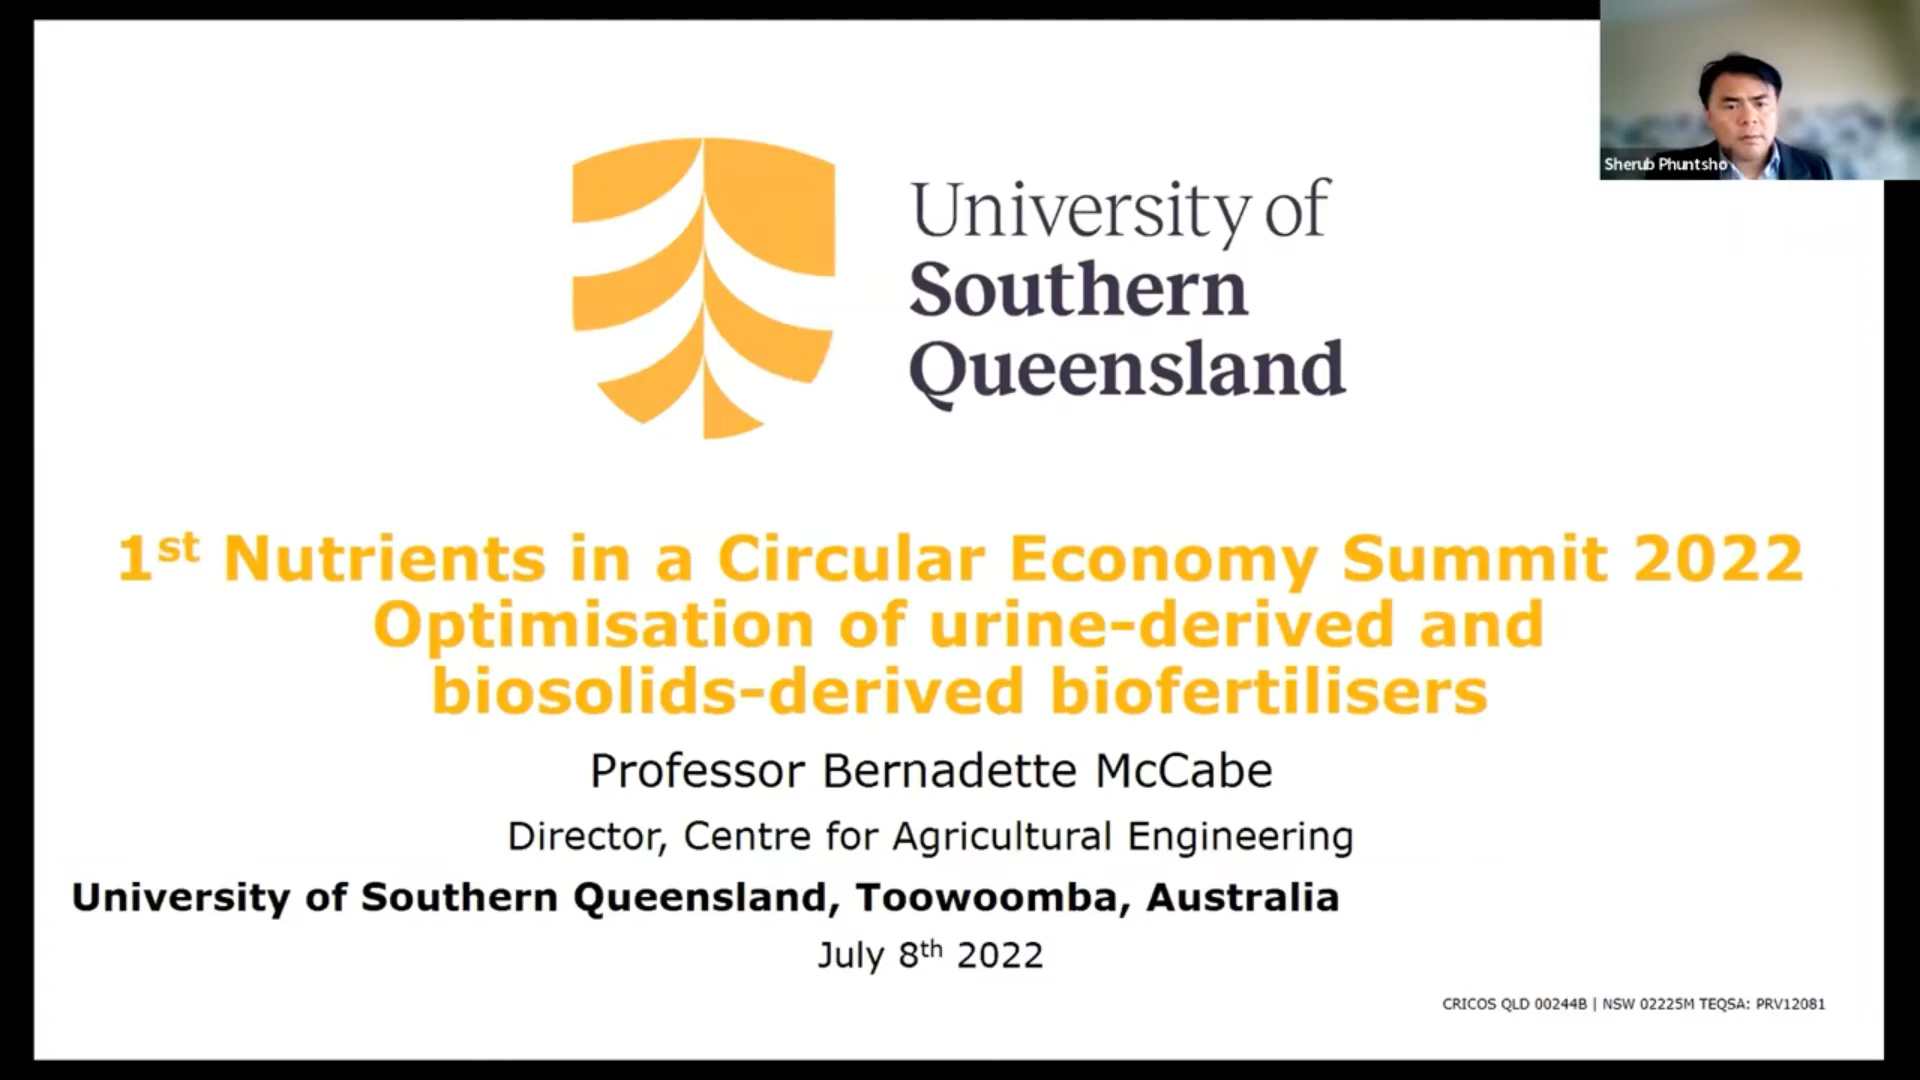 Sherub Phuntsho
University of
Southern
Queensland
1st Nutrients in a Circular Economy Summit 2022
Optimisation of urine-derived and
biosolids-derived biofertilisers
Professor Bernadette McCabe
Director, Centre for Agricultural Engineering
University of Southern Queensland, Toowoomba, Australia
July 8th 2022
CRICOS QLD 00244B | NSW 02225M TEQSA: PRV12081